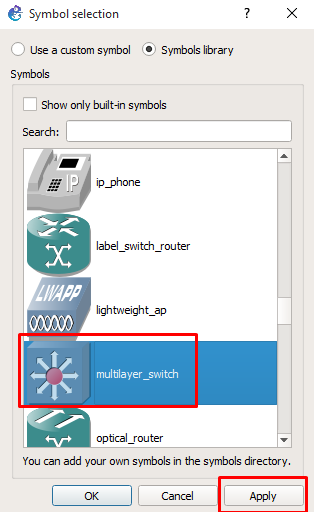 Symbol selection
Use a custom symbol
Symbols library
Symbols
Show only built-in symbols
Search:
IP
ip_phone
label_switch_router
LWAPP
lightweight_ap
multilayer_switch
optical_router
You can add your own symbols in the symbols directory.
OK
Cancel
Apply